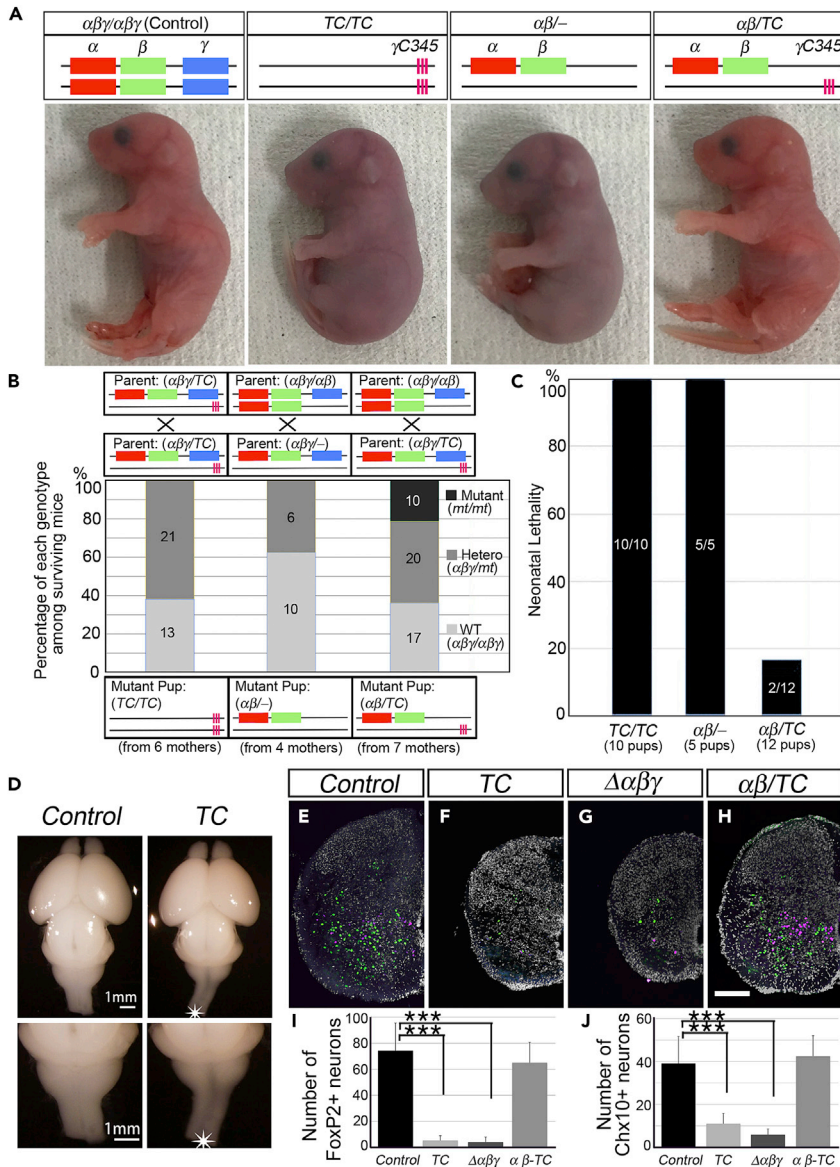 A
αβγ/αβγ (Control)
α β γ
TC/TC
γC345
αβ/–
α β
αβ/TC
α β γC345
B
Parent: (αβγ/TC)
Parent: (αβγ/αβ)
Parent: (αβγ/αβ)
Parent: (αβγ/TC)
Parent: (αβγ/–)
Parent: (αβγ/TC)
Percentage of each genotype
among surviving mice
%
100
80
60
40
20
0
21
13
6
10
10
20
17
Mutant
(mt/mt)
Hetero
(αβγ/mt)
WT
(αβγ/αβγ)
Mutant Pup:
(TC/TC)
Mutant Pup:
(αβ/–)
Mutant Pup:
(αβ/TC)
(from 6 mothers)
(from 4 mothers)
(from 7 mothers)
C
%
Neonatal Lethality
100
80
60
40
20
0
10/10
5/5
2/12
TC/TC
(10 pups)
αβ/–
(5 pups)
αβ/TC
(12 pups)
D
Control
TC
1mm
1mm
Control
TC
Δαβγ
αβ/TC
E
F
G
H
I
***
***
Number of
FoxP2+ neurons
100
80
60
40
20
0
Control TC Δαβγ α β-TC
J
***
***
Number of
Chx10+ neurons
60
40
20
0
Control TC Δαβγ α β-TC